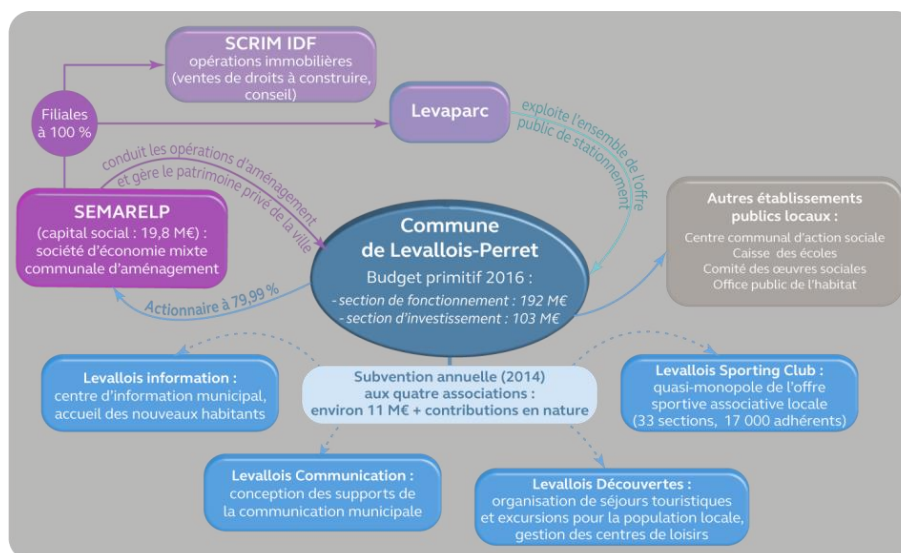 SCRIM IDF
opérations immobilières
(ventes de droits à construire,
conseil)
Levaparc
Filiales
à 100 %
exploite l'ensemble de l'offre
public de stationnement
conduit les opérations d'aménagement
et gère le patrimoine privé de la ville
SEMARELP
(capital social : 19,8 M€) :
société d'économie mixte
communale d'aménagement
Commune
de Levallois-Perret
Budget primitif 2016 :
- section de fonctionnement : 192 M€
- section d'investissement : 103 M€
Autres établissements
publics locaux :
Centre communal d'action sociale
Caisse des écoles
Comité des œuvres sociales
Office public de l'habitat
Actionnaire à 79,99 %
Levallois information :
centre d'information municipal,
accueil des nouveaux habitants
Subvention annuelle (2014)
aux quatre associations :
environ 11 M€ + contributions en nature
Levallois Sporting Club :
quasi-monopole de l'offre
sportive associative locale
(33 sections, 17 000 adhérents)
Levallois Communication :
conception des supports de
la communication municipale
Levallois Découvertes :
organisation de séjours touristiques
et excursions pour la population locale,
gestion des centres de loisirs